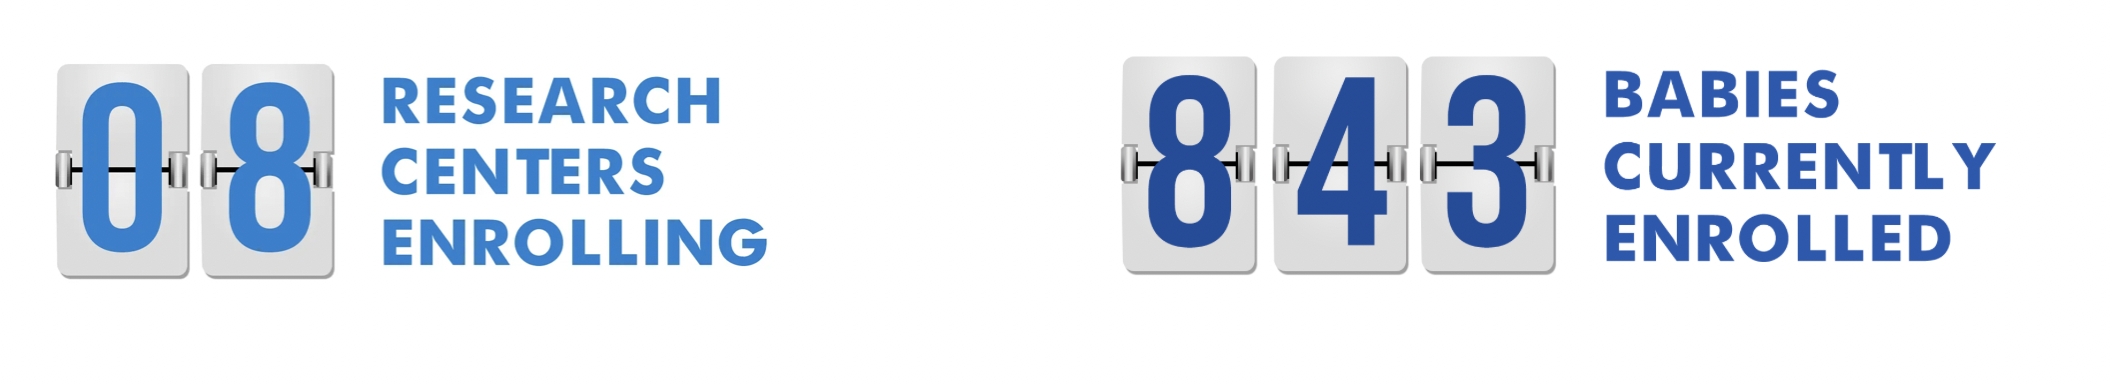 08
RESEARCH
CENTERS
ENROLLING
843
BABIES
CURRENTLY
ENROLLED